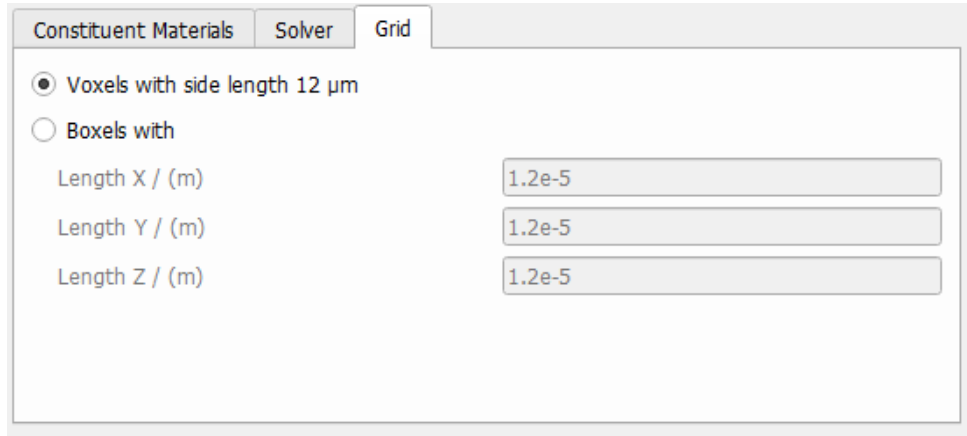 Constituent Materials Solver Grid
Voxels with side length 12 µm
Boxels with
Length X / (m) 1.2e-5
Length Y / (m) 1.2e-5
Length Z / (m) 1.2e-5